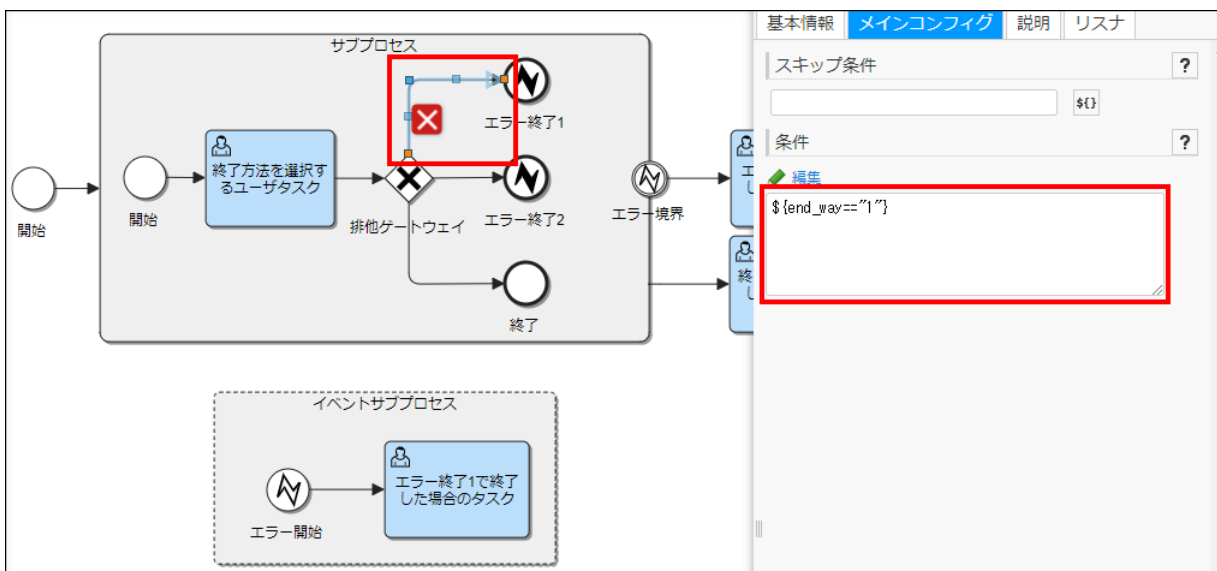 サブプロセス
エラー終了1
終了方法を選択す
るユーザタスク
開始
開始
排他ゲートウェイ
エラー終了2
エラー境界
終了
エ
し
終
し
イベントサブプロセス
エラー終了1で終了
した場合のタスク
エラー開始
基本情報
メインコンフィグ
説明
リスナ
スキップ条件
?
${}
条件
?
編集
${end_way=="1"}